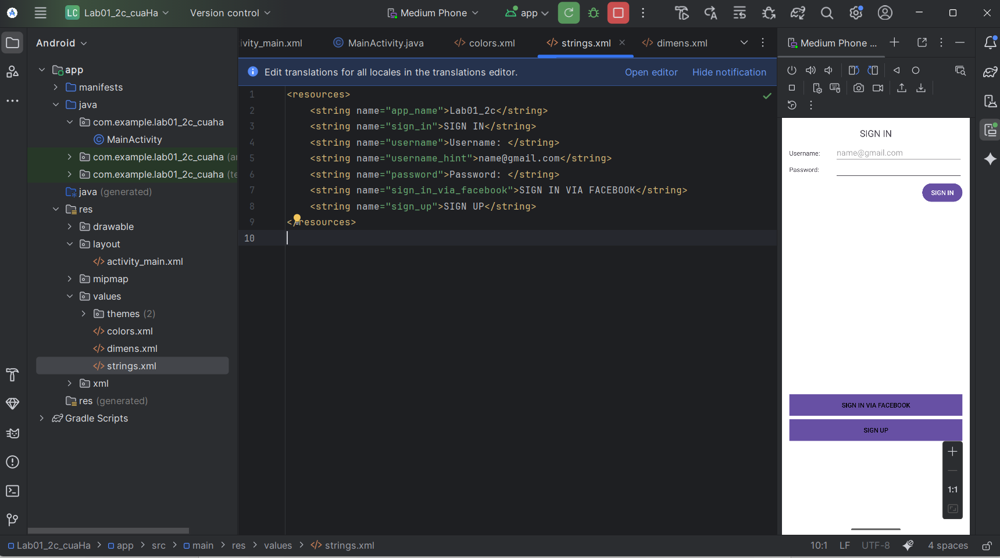 LC Lab01_2c_cuaHa Version control Medium Phone app
Android
app
manifests
java
com.example.lab01_2c_cuaha
MainActivity
com.example.lab01_2c_cuaha (a
com.example.lab01_2c_cuaha (te
java (generated)
res
drawable
layout
</> activity_main.xml
mipmap
values
themes (2)
</> colors.xml
</> dimens.xml
</> strings.xml
xml
res (generated)
Gradle Scripts
ivity_main.xml MainActivity.java </> colors.xml </> strings.xml </> dimens.xml
Edit translations for all locales in the translations editor. Open editor Hide notification
1 <resources>
2 <string name="app_name">Lab01_2c</string>
3 <string name="sign_in">SIGN IN</string>
4 <string name="username">Username: </string>
5 <string name="username_hint">name@gmail.com</string>
6 <string name="password">Password: </string>
7 <string name="sign_in_via_facebook">SIGN IN VIA FACEBOOK</string>
8 <string name="sign_up">SIGN UP</string>
9 </resources>
10
Medium Phone ...
SIGN IN
Username: name@gmail.com
Password:
SIGN IN
SIGN IN VIA FACEBOOK
SIGN UP
1:1
Lab01_2c_cuaHa > app > src > main > res > values > </> strings.xml
10:1 LF UTF-8 4 spaces